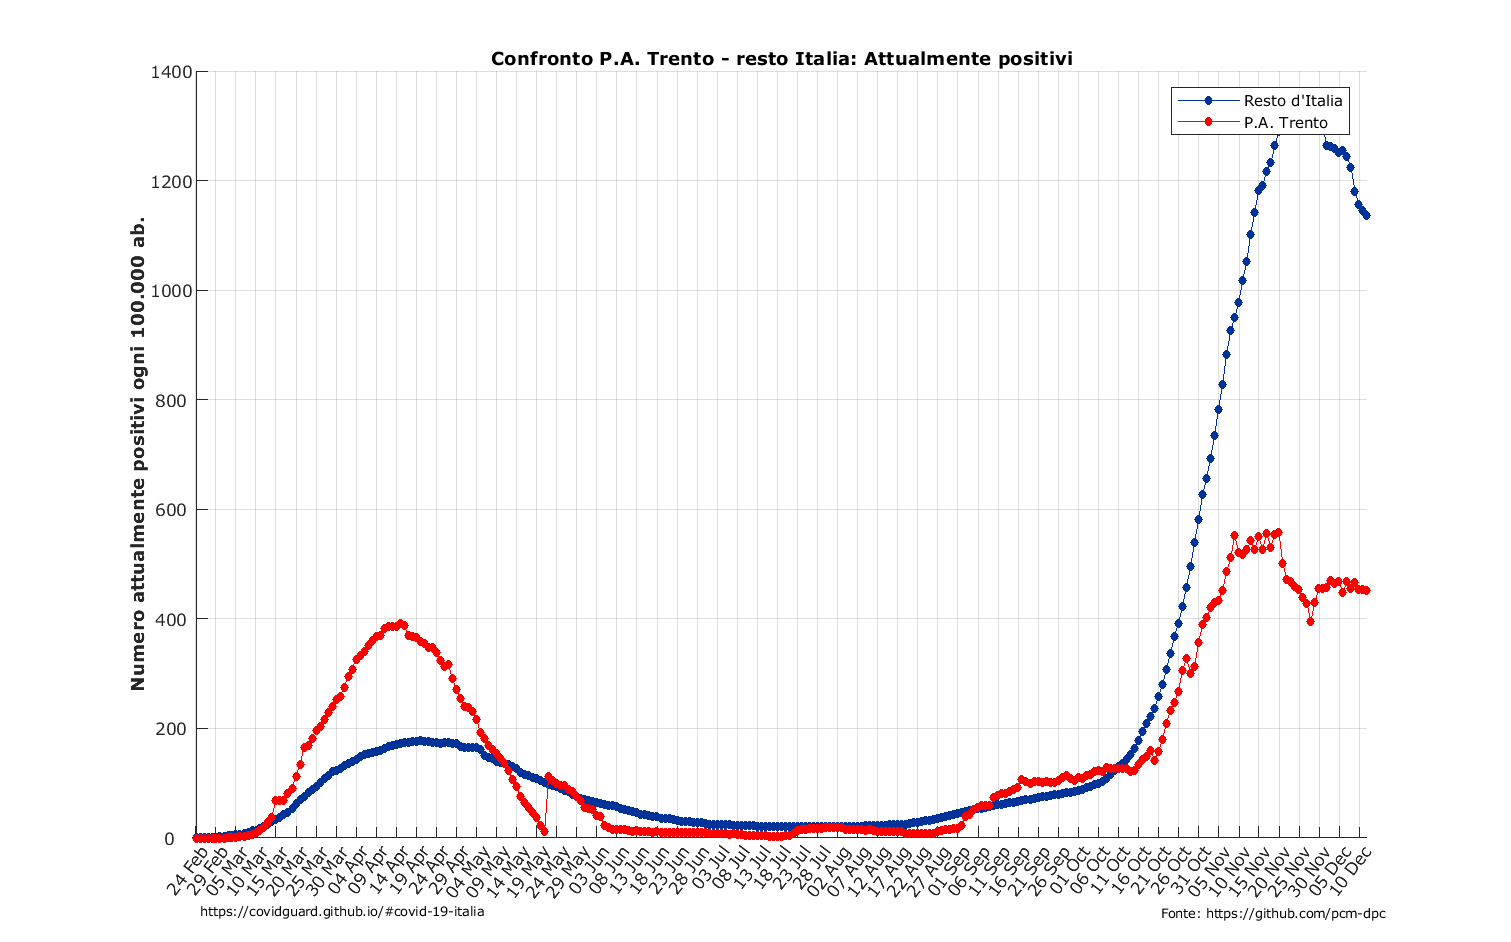 Confronto P.A. Trento - resto Italia: Attualmente positivi
Resto d'Italia
P.A. Trento
Numero attualmente positivi ogni 100.000 ab.
1400
1200
1000
800
600
400
200
0
24 Feb
29 Feb
05 Mar
10 Mar
15 Mar
20 Mar
25 Mar
30 Mar
04 Apr
09 Apr
14 Apr
19 Apr
24 Apr
29 Apr
04 May
09 May
14 May
19 May
24 May
29 May
03 Jun
08 Jun
13 Jun
18 Jun
23 Jun
28 Jun
03 Jul
08 Jul
13 Jul
18 Jul
23 Jul
28 Jul
02 Aug
07 Aug
12 Aug
17 Aug
22 Aug
27 Aug
01 Sep
06 Sep
11 Sep
16 Sep
21 Sep
26 Sep
01 Oct
06 Oct
11 Oct
16 Oct
21 Oct
26 Oct
31 Oct
05 Nov
10 Nov
15 Nov
20 Nov
25 Nov
30 Nov
05 Dec
10 Dec
https://covidguard.github.io/#covid-19-italia
Fonte: https://github.com/pcm-dpc